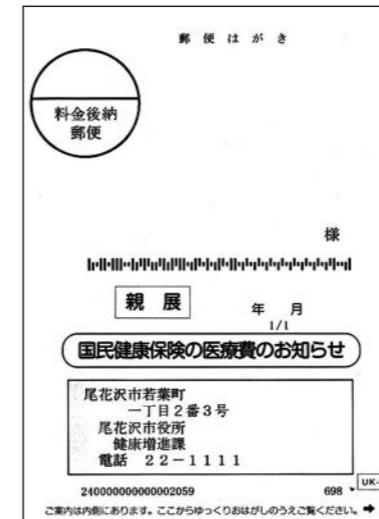 郵便はがき
料金後納
郵便
様
親展
年 月
1/1
国民健康保険の医療費のお知らせ
尾花沢市若葉町
一丁目2番3号
尾花沢市役所
健康増進課
電話 22-1111
240000000000002059 698
UK-
ご案内は内側にあります。ここからゆっくりおはがしのうえご覧ください。➡